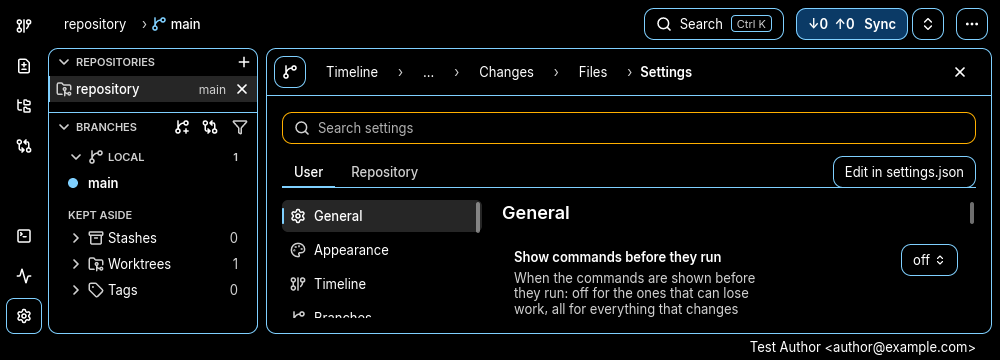 repository › main
Search Ctrl K
↓0 ↑0 Sync
REPOSITORIES
repository main
BRANCHES
LOCAL 1
main
KEPT ASIDE
Stashes 0
Worktrees 1
Tags 0
Timeline › ... › Changes › Files › Settings
Search settings
User Repository
Edit in settings.json
General
Appearance
Timeline
Branches
General
Show commands before they run
When the commands are shown before
they run: off for the ones that can lose
work, all for everything that changes
off
Test Author <author@example.com>